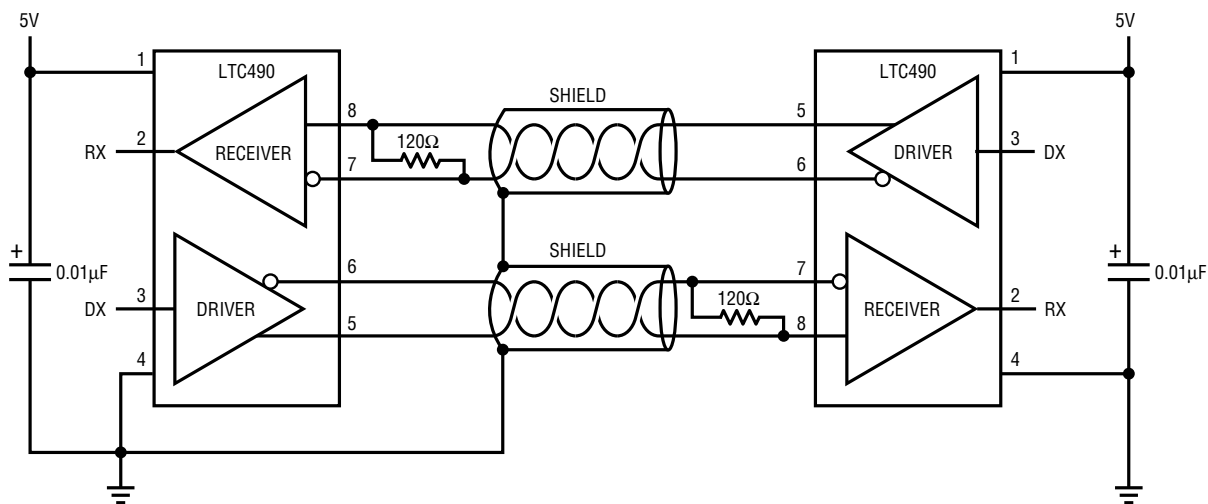 5V
5V
1
LTC490
LTC490
1
8
SHIELD
5
2
RX
RECEIVER
120Ω
DRIVER
3
DX
7
6
SHIELD
+
0.01µF
6
7
+
0.01µF
3
DX
DRIVER
120Ω
RECEIVER
2
RX
5
8
4
4